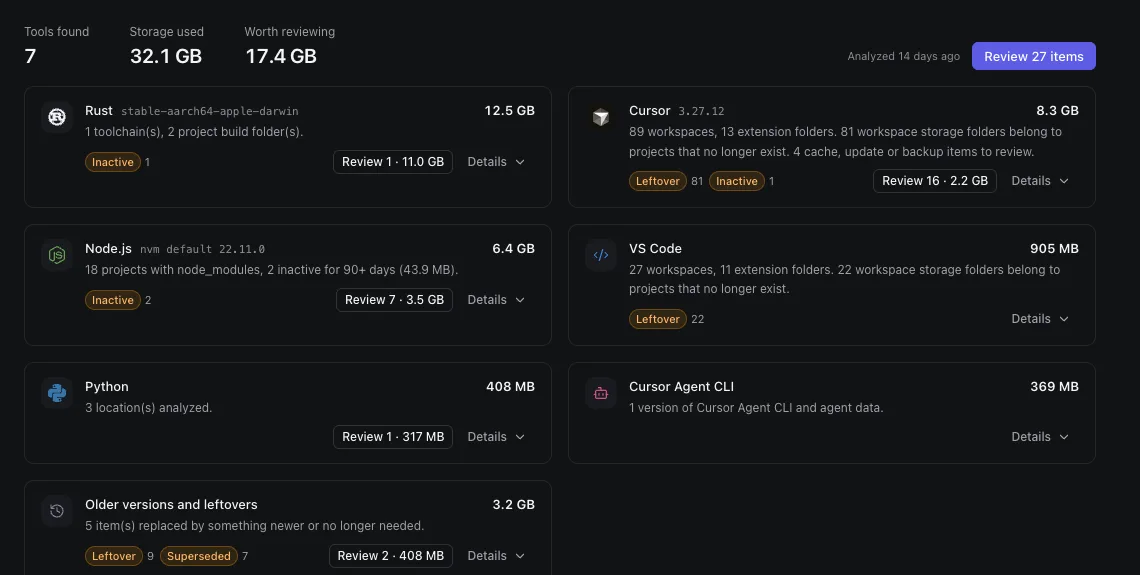 Tools found
7
Storage used
32.1 GB
Worth reviewing
17.4 GB
Analyzed 14 days ago
Review 27 items
Rust stable-aarch64-apple-darwin 12.5 GB
1 toolchain(s), 2 project build folder(s).
Inactive 1 Review 1 · 11.0 GB Details
Cursor 3.27.12 8.3 GB
89 workspaces, 13 extension folders. 81 workspace storage folders belong to
projects that no longer exist. 4 cache, update or backup items to review.
Leftover 81 Inactive 1 Review 16 · 2.2 GB Details
Node.js nvm default 22.11.0 6.4 GB
18 projects with node_modules, 2 inactive for 90+ days (43.9 MB).
Inactive 2 Review 7 · 3.5 GB Details
VS Code 905 MB
27 workspaces, 11 extension folders. 22 workspace storage folders belong to
projects that no longer exist.
Leftover 22 Details
Python 408 MB
3 location(s) analyzed.
Review 1 · 317 MB Details
Cursor Agent CLI 369 MB
1 version of Cursor Agent CLI and agent data.
Details
Older versions and leftovers 3.2 GB
5 item(s) replaced by something newer or no longer needed.
Leftover 9 Superseded 7 Review 2 · 408 MB Details